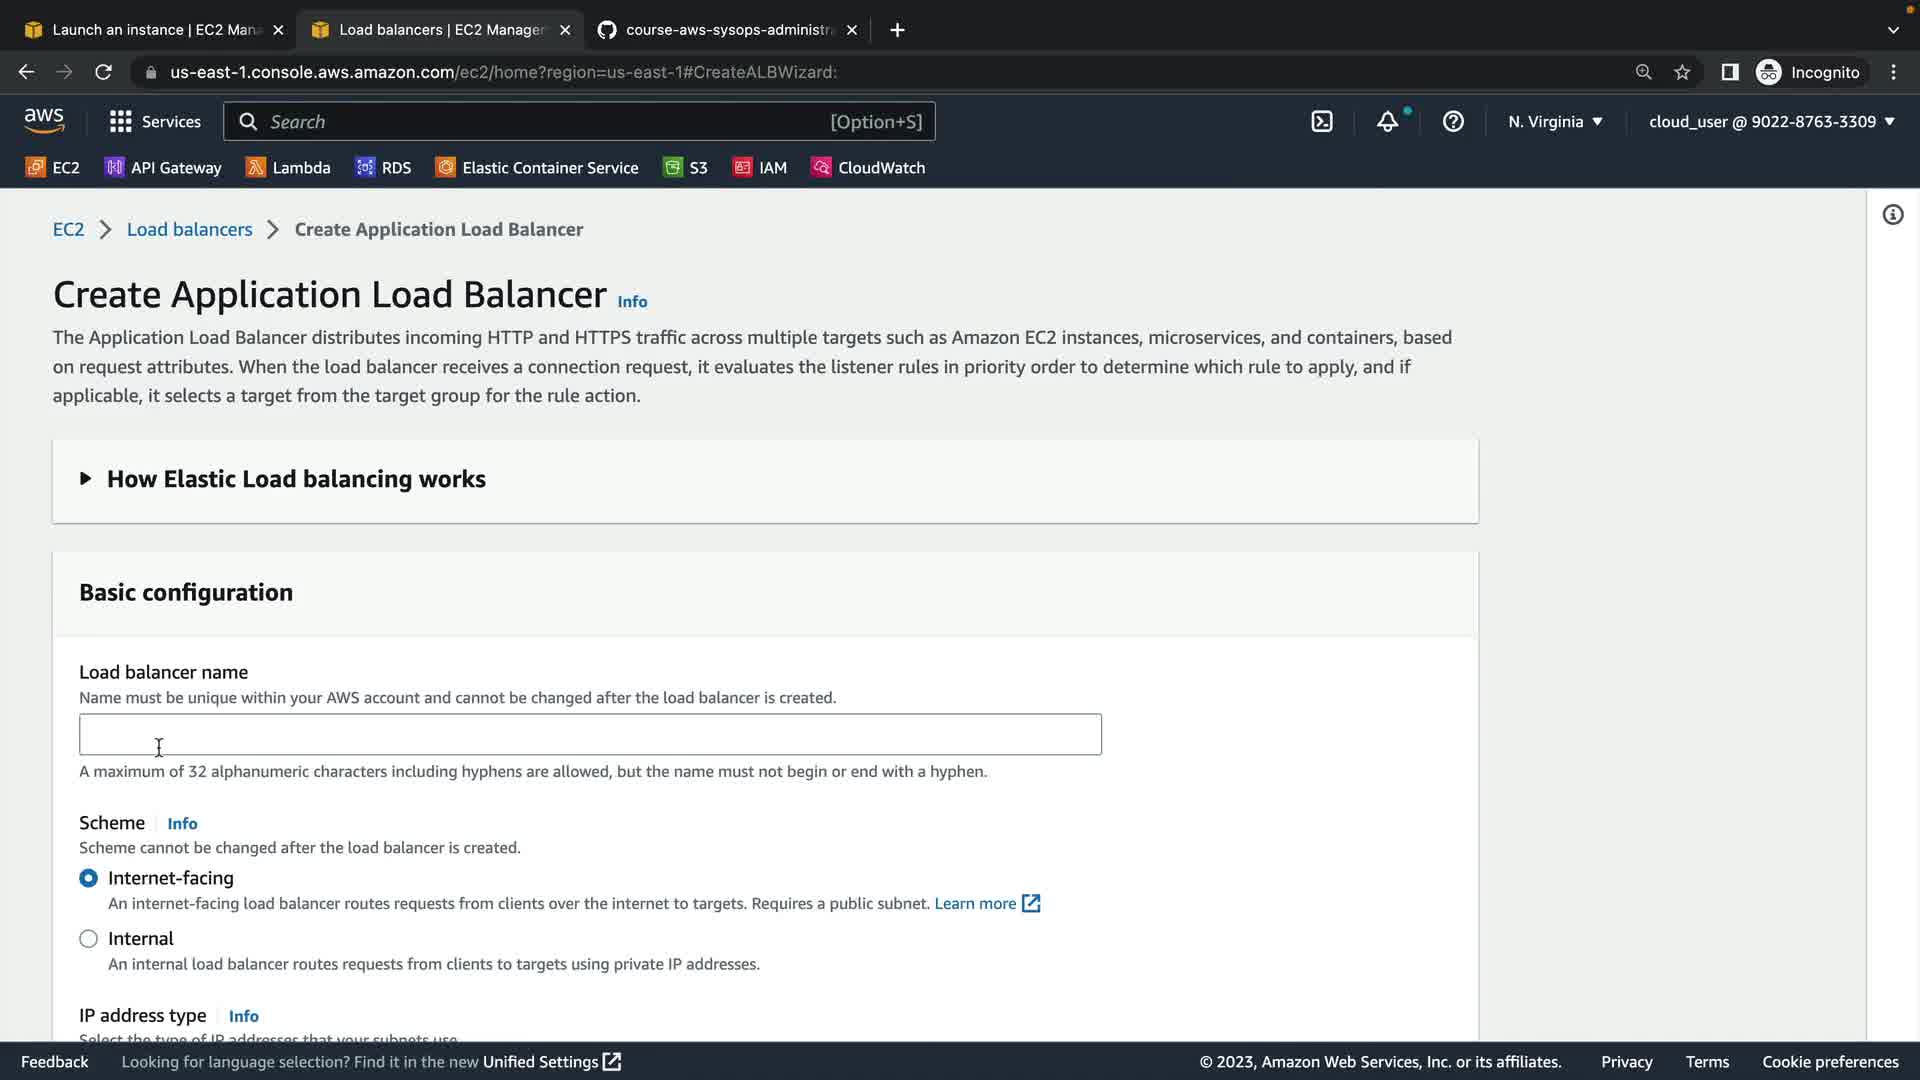 Launch an instance | EC2 Mana
Load balancers | EC2 Manager
course-aws-sysops-administra
us-east-1.console.aws.amazon.com/ec2/home?region=us-east-1#CreateALBWizard:
Incognito
aws
Services
Search
[Option+S]
N. Virginia
cloud_user @ 9022-8763-3309
EC2
API Gateway
Lambda
RDS
Elastic Container Service
S3
IAM
CloudWatch
EC2
Load balancers
Create Application Load Balancer
Create Application Load Balancer Info
The Application Load Balancer distributes incoming HTTP and HTTPS traffic across multiple targets such as Amazon EC2 instances, microservices, and containers, based
on request attributes. When the load balancer receives a connection request, it evaluates the listener rules in priority order to determine which rule to apply, and if
applicable, it selects a target from the target group for the rule action.
How Elastic Load balancing works
Basic configuration
Load balancer name
Name must be unique within your AWS account and cannot be changed after the load balancer is created.
A maximum of 32 alphanumeric characters including hyphens are allowed, but the name must not begin or end with a hyphen.
Scheme Info
Scheme cannot be changed after the load balancer is created.
Internet-facing
An internet-facing load balancer routes requests from clients over the internet to targets. Requires a public subnet. Learn more
Internal
An internal load balancer routes requests from clients to targets using private IP addresses.
IP address type Info
Select the type of IP addresses that your subnets use.
Feedback
Looking for language selection? Find it in the new Unified Settings
© 2023, Amazon Web Services, Inc. or its affiliates.
Privacy
Terms
Cookie preferences